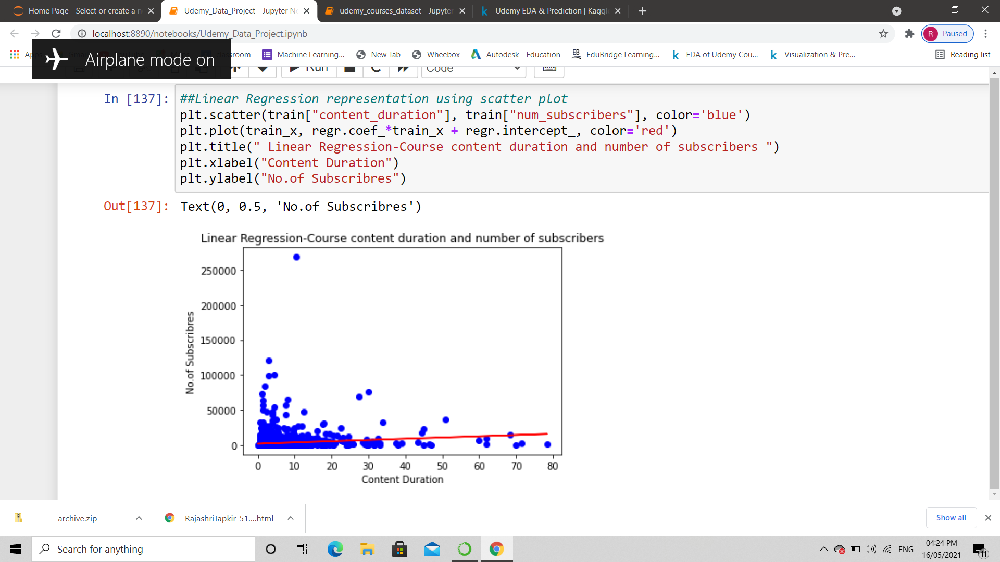 Home Page - Select or create a n
Udemy_Data_Project - Jupyter No
udemy_courses_dataset - Jupyter
Udemy EDA & Prediction | Kaggle
localhost:8890/notebooks/Udemy_Data_Project.ipynb
R Paused
Airplane mode on
classroom
Machine Learning...
New Tab
Wheebox
Autodesk - Education
EB EduBridge Learning...
EDA of Udemy Cou...
Visualization & Pre...
Reading list
Run
Code
In [137]:
##Linear Regression representation using scatter plot
plt.scatter(train["content_duration"], train["num_subscribers"], color='blue')
plt.plot(train_x, regr.coef_*train_x + regr.intercept_, color='red')
plt.title(" Linear Regression-Course content duration and number of subscribers ")
plt.xlabel("Content Duration")
plt.ylabel("No.of Subscribres")
Out[137]: Text(0, 0.5, 'No.of Subscribres')
Linear Regression-Course content duration and number of subscribers
250000
200000
150000
100000
50000
0
No.of Subscribres
0 10 20 30 40 50 60 70 80
Content Duration
archive.zip
RajashriTapkir-51....html
Show all
Search for anything
ENG
04:24 PM
16/05/2021
11